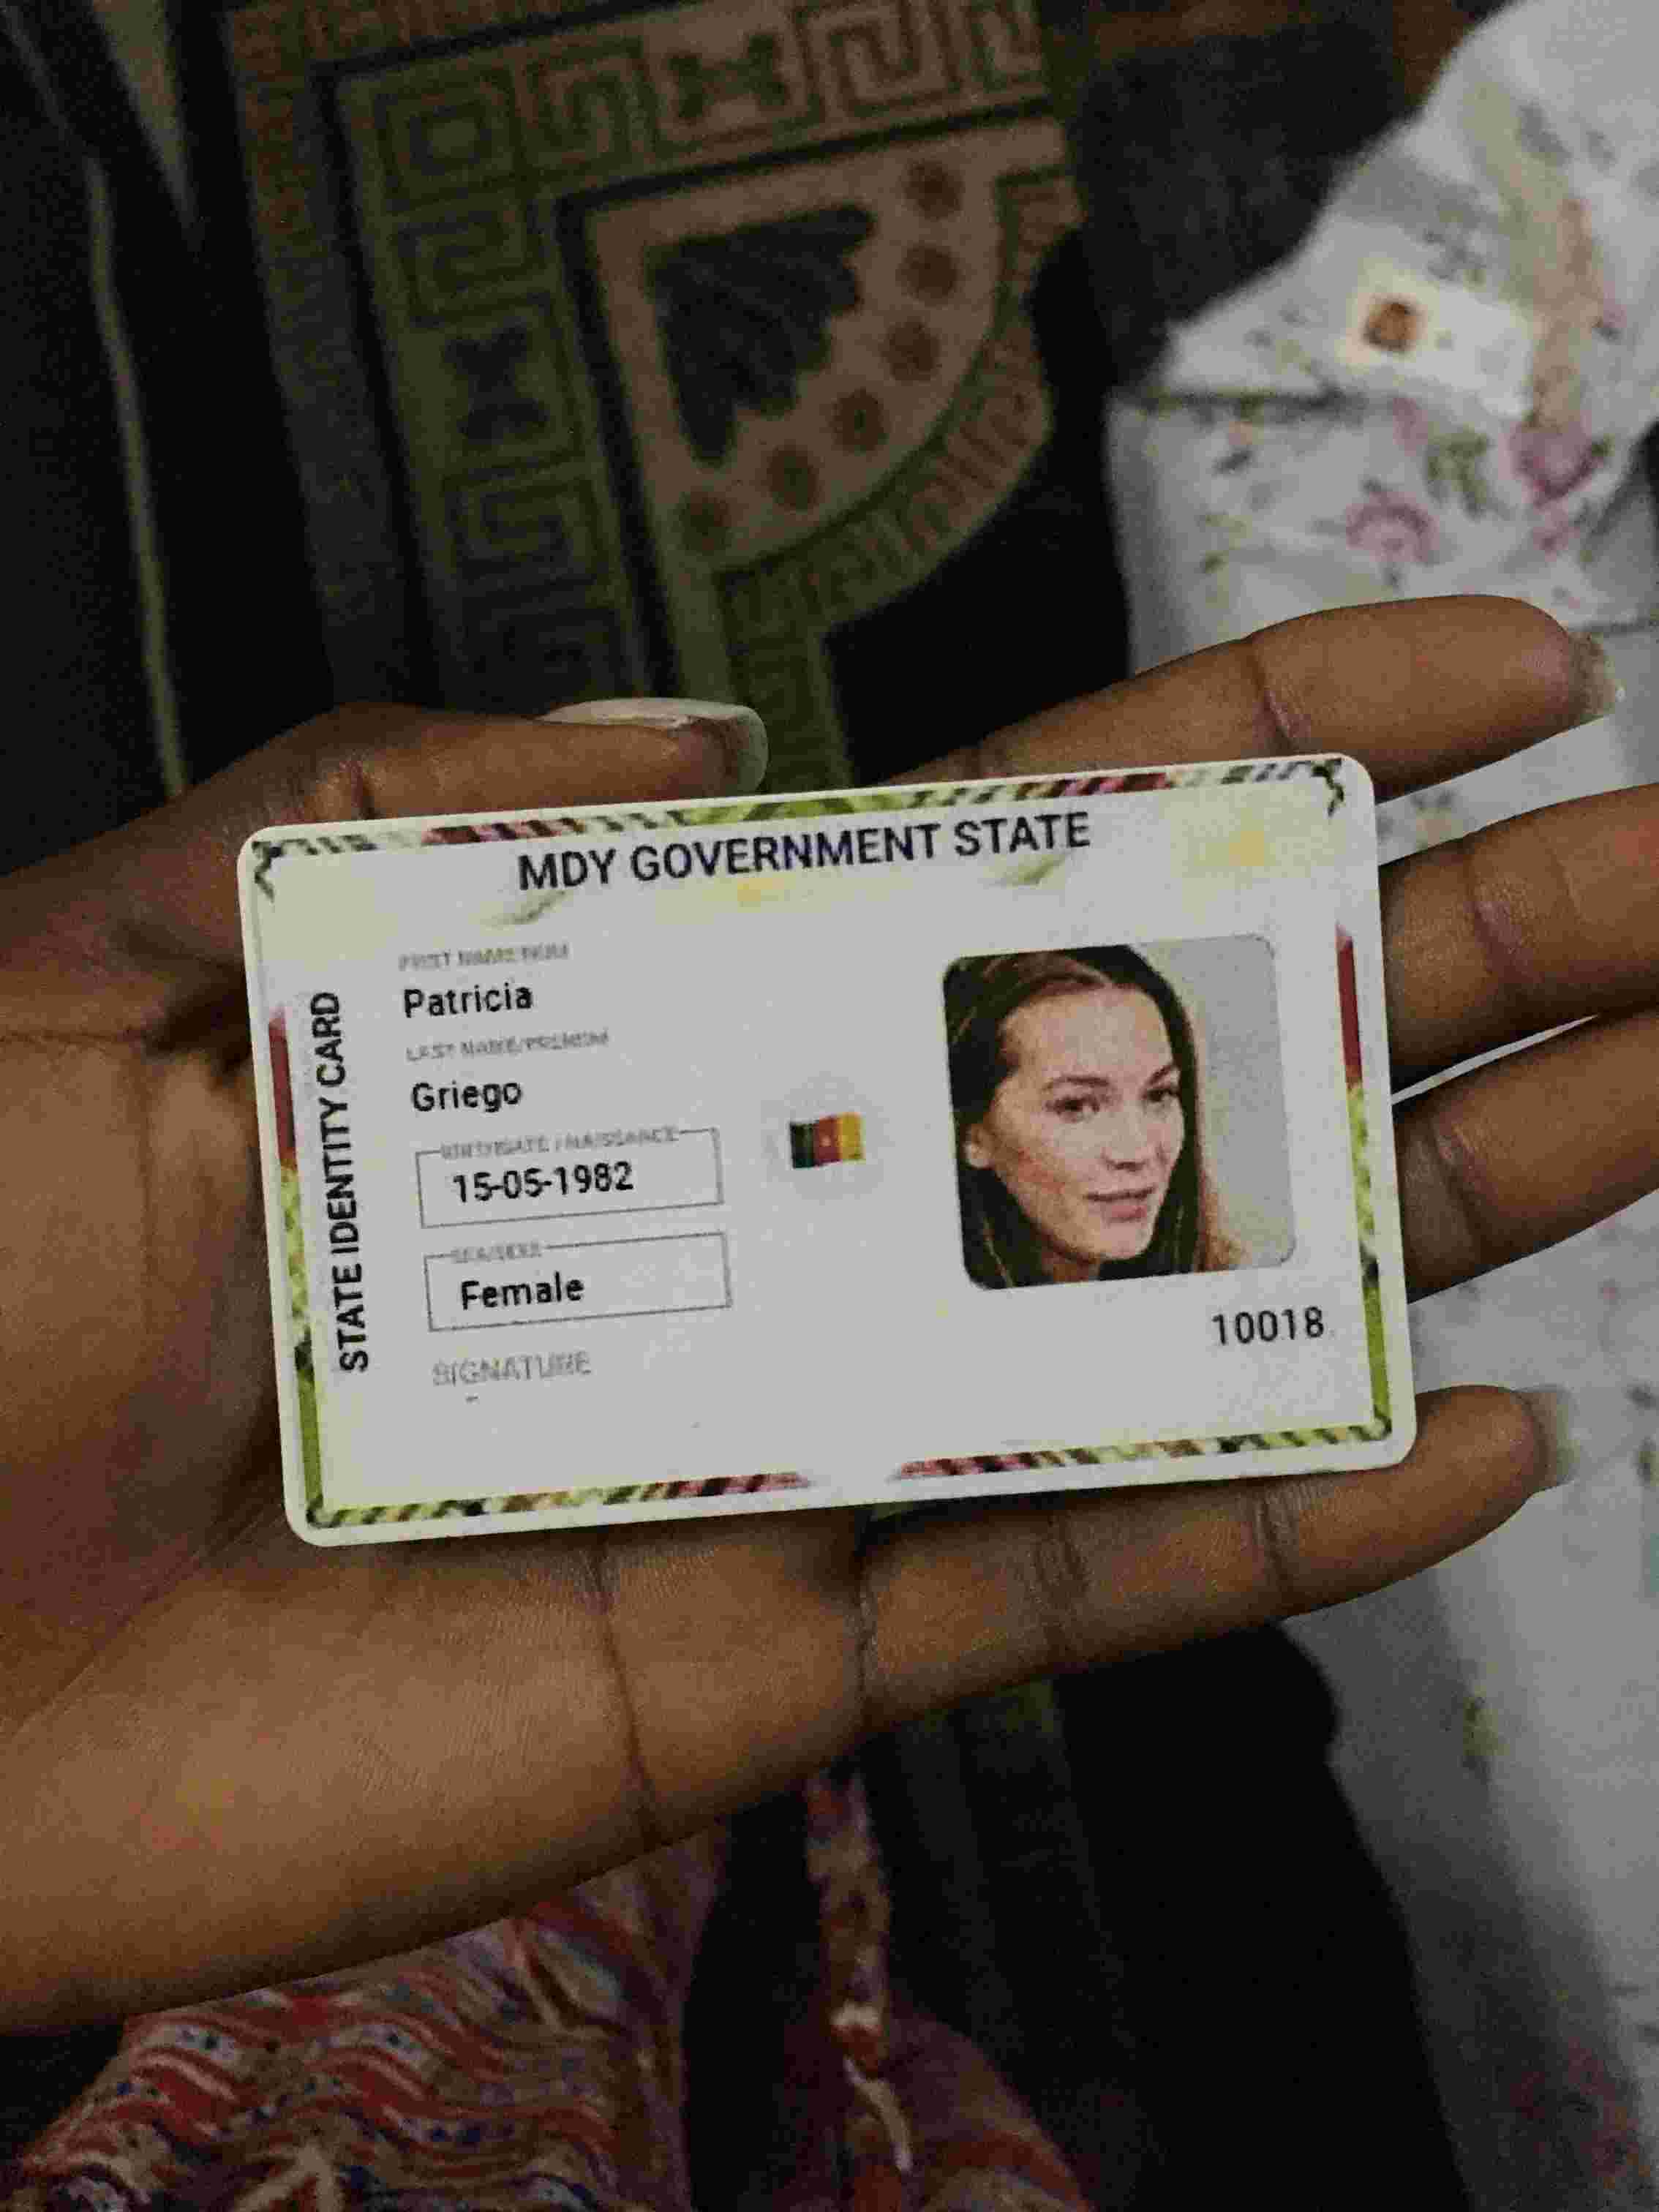 MDY GOVERNMENT STATE
STATE IDENTITY CARD
FIRST NAME/NOM
Patricia
LAST NAME/PRENOM
Griego
BIRTHDATE / NAISSANCE
15-05-1982
SEX/SEXE
Female
SIGNATURE
10018